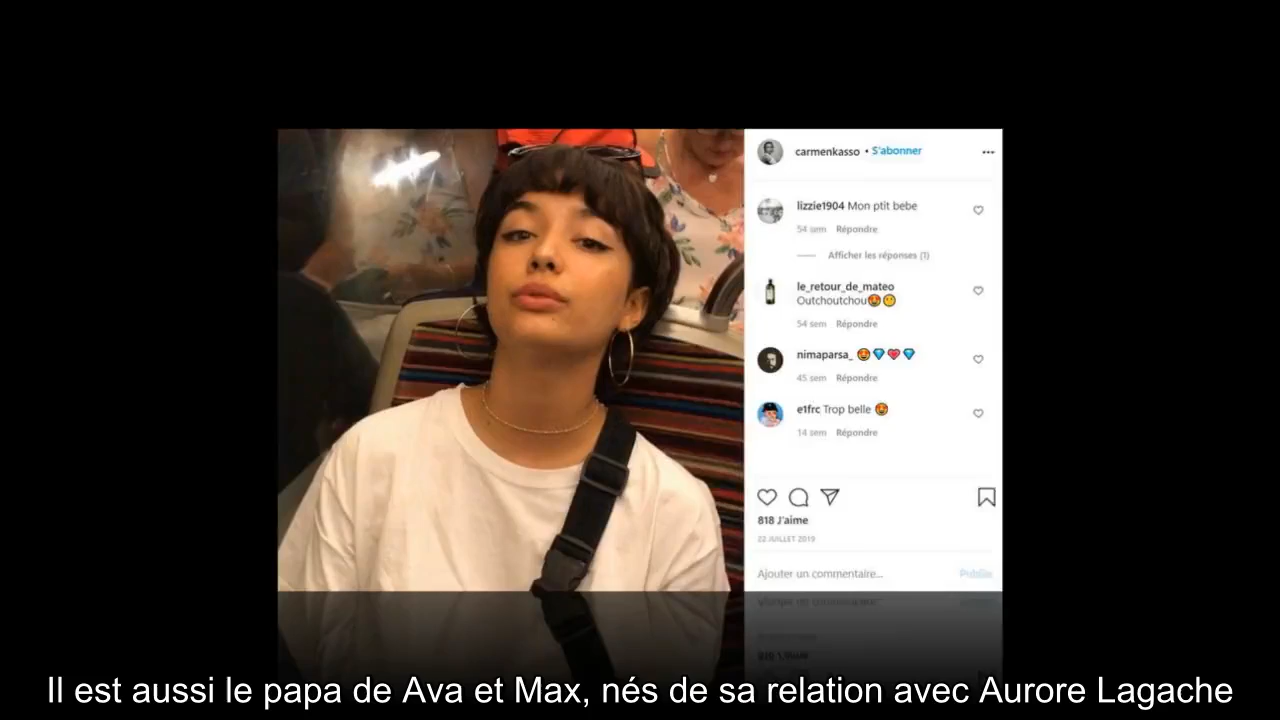 carmenkasso • S'abonner
lizzie1904 Mon ptit bebe
54 sem Répondre
Afficher les réponses (1)
le_retour_de_mateo
Outchoutchou😍🤭
54 sem Répondre
nimaparsa_ 😍💎❤️💎
45 sem Répondre
e1frc Trop belle 😍
14 sem Répondre
818 J'aime
22 JUILLET 2019
Ajouter un commentaire... Publier
Il est aussi le papa de Ava et Max, nés de sa relation avec Aurore Lagache